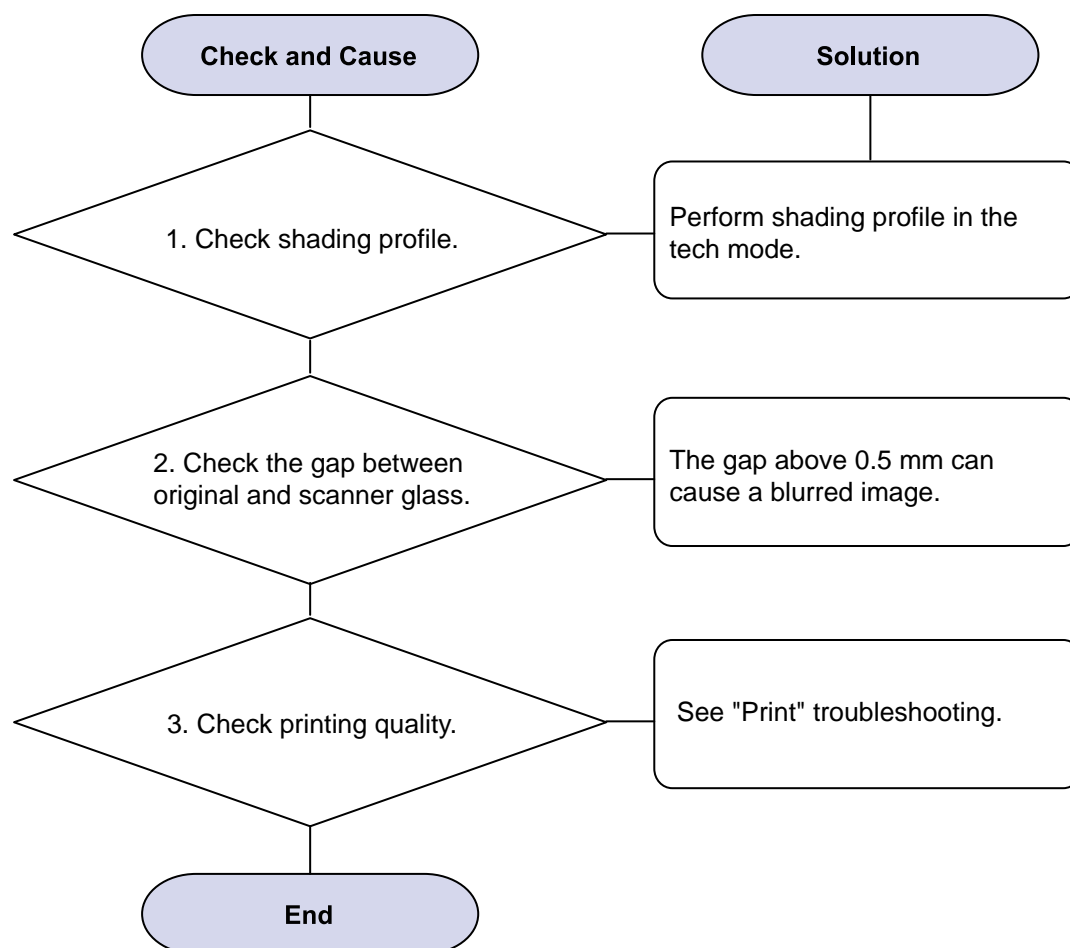 Check and Cause
Solution
1. Check shading profile.
Perform shading profile in the
tech mode.
2. Check the gap between
original and scanner glass.
The gap above 0.5 mm can
cause a blurred image.
3. Check printing quality.
See "Print" troubleshooting.
End